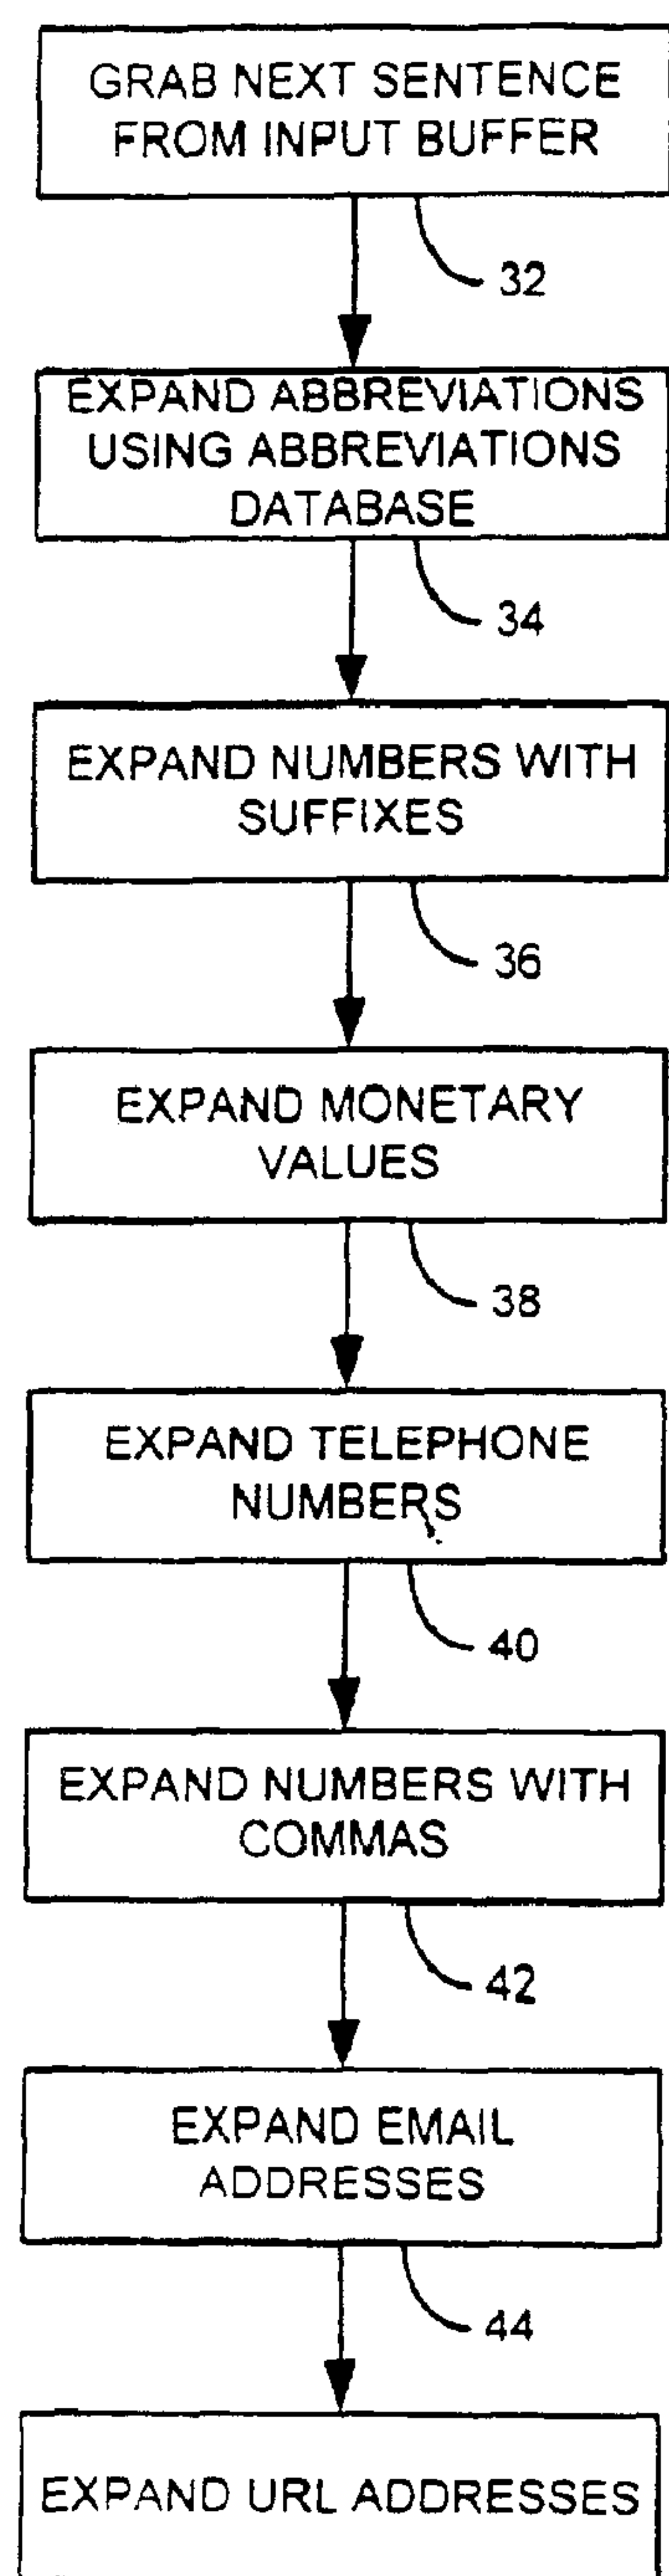 GRAB NEXT SENTENCE
FROM INPUT BUFFER
32
EXPAND ABBREVIATIONS
USING ABBREVIATIONS
DATABASE
34
EXPAND NUMBERS WITH
SUFFIXES
36
EXPAND MONETARY
VALUES
38
EXPAND TELEPHONE
NUMBERS
40
EXPAND NUMBERS WITH
COMMAS
42
EXPAND EMAIL
ADDRESSES
44
EXPAND URL ADDRESSES